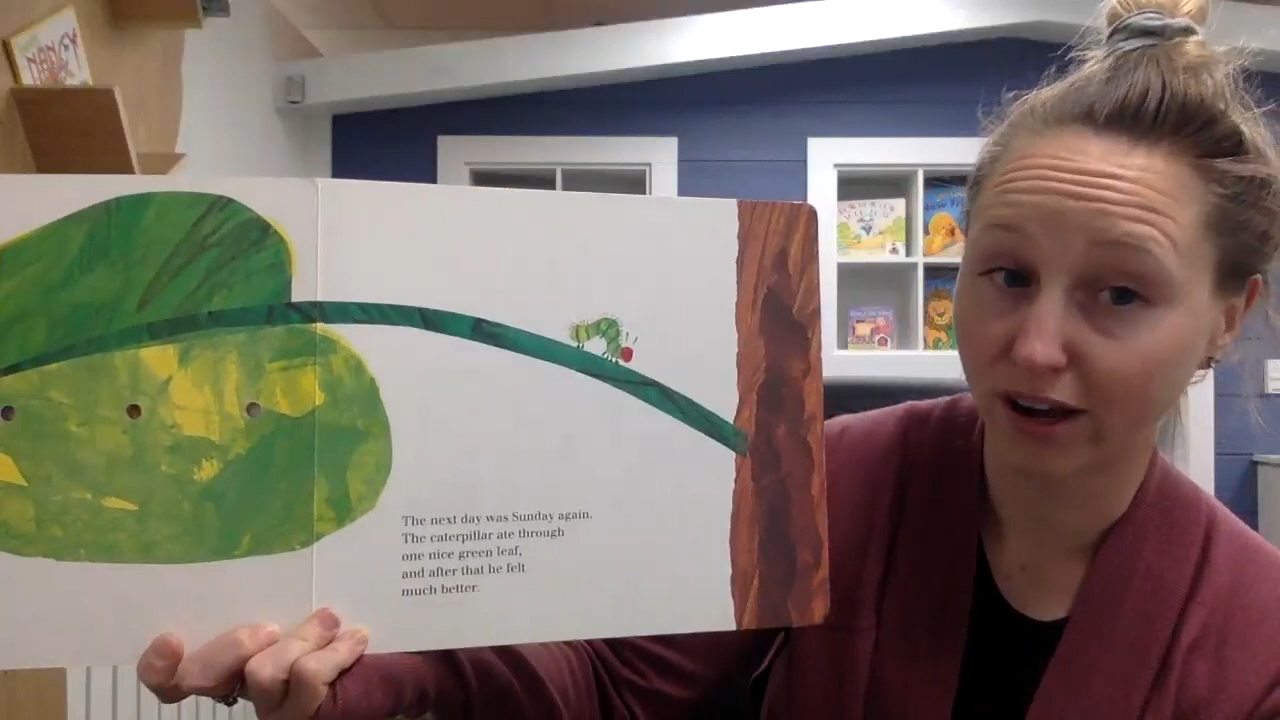 NANCY
The next day was Sunday again.
The caterpillar ate through
one nice green leaf,
and after that he felt
much better.